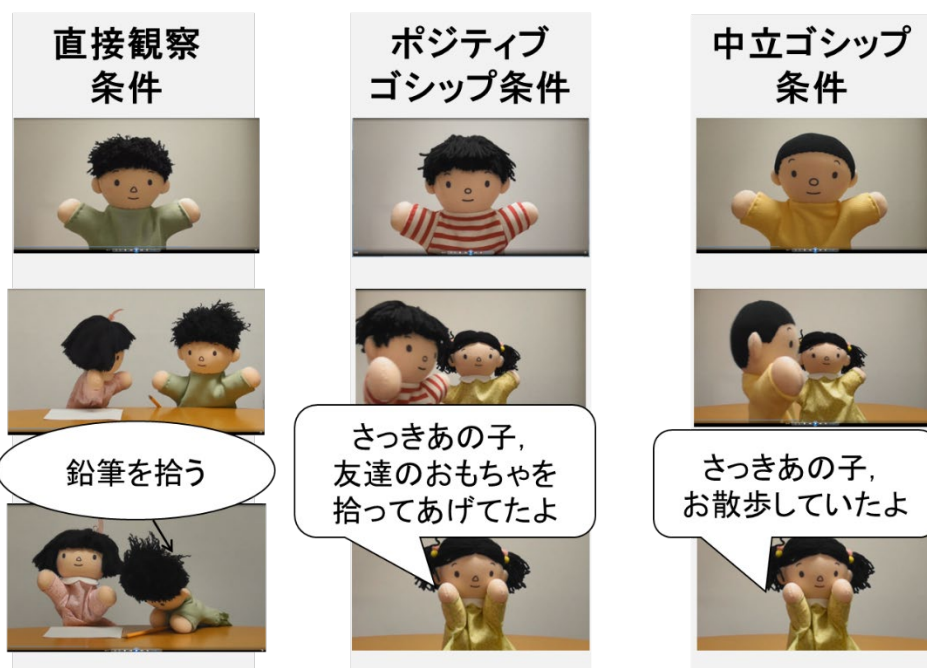 直接観察
条件
ポジティブ
ゴシップ条件
中立ゴシップ
条件
鉛筆を拾う
さっきあの子,
友達のおもちゃを
拾ってあげてたよ
さっきあの子,
お散歩していたよ